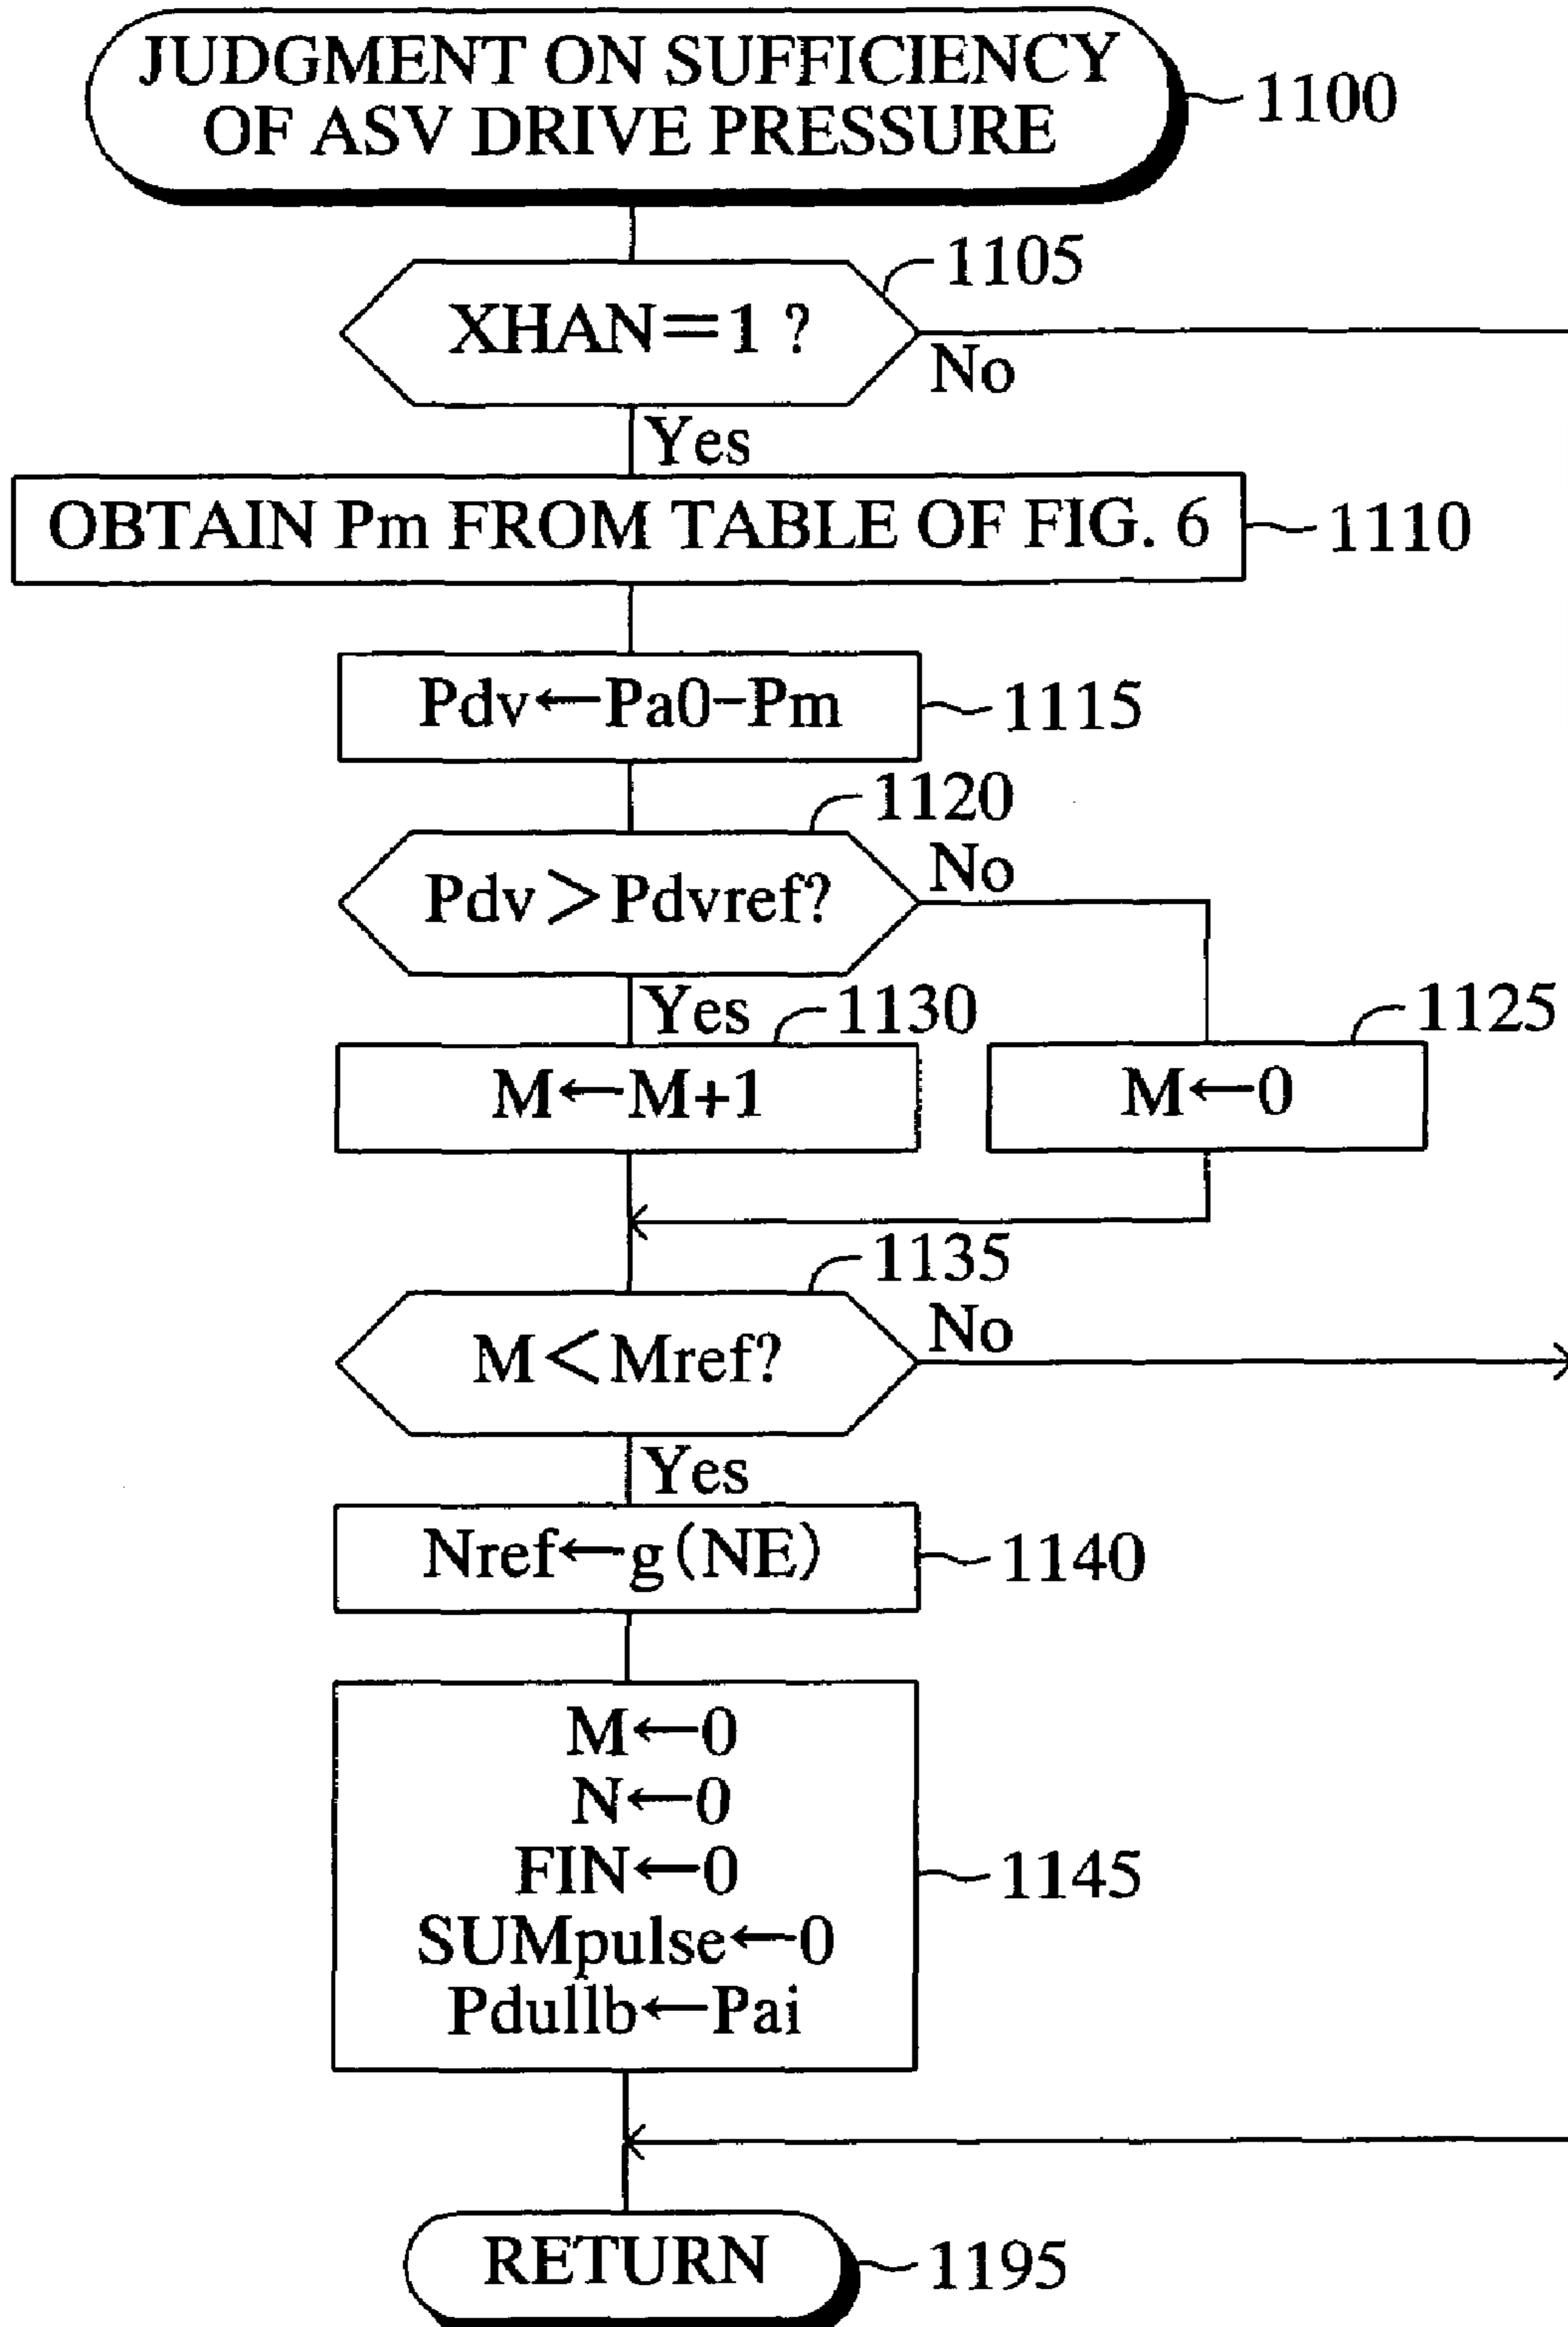 JUDGMENT ON SUFFICIENCY
OF ASV DRIVE PRESSURE
1100
1105
XHAN=1 ?
No
Yes
OBTAIN Pm FROM TABLE OF FIG. 6
1110
Pdv←Pa0-Pm
1115
1120
Pdv>Pdvref?
No
Yes
1130
1125
M←M+1
M←0
1135
M<Mref?
No
Yes
Nref←g(NE)
1140
M←0
N←0
FIN←0
1145
SUMpulse←0
Pdullb←Pai
RETURN
1195